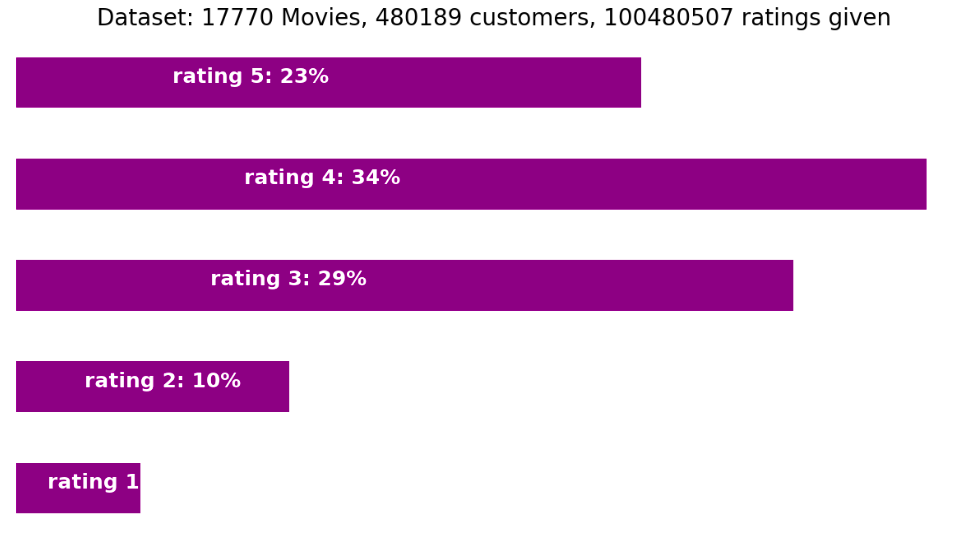 Dataset: 17770 Movies, 480189 customers, 100480507 ratings given
rating 5: 23%
rating 4: 34%
rating 3: 29%
rating 2: 10%
rating 1